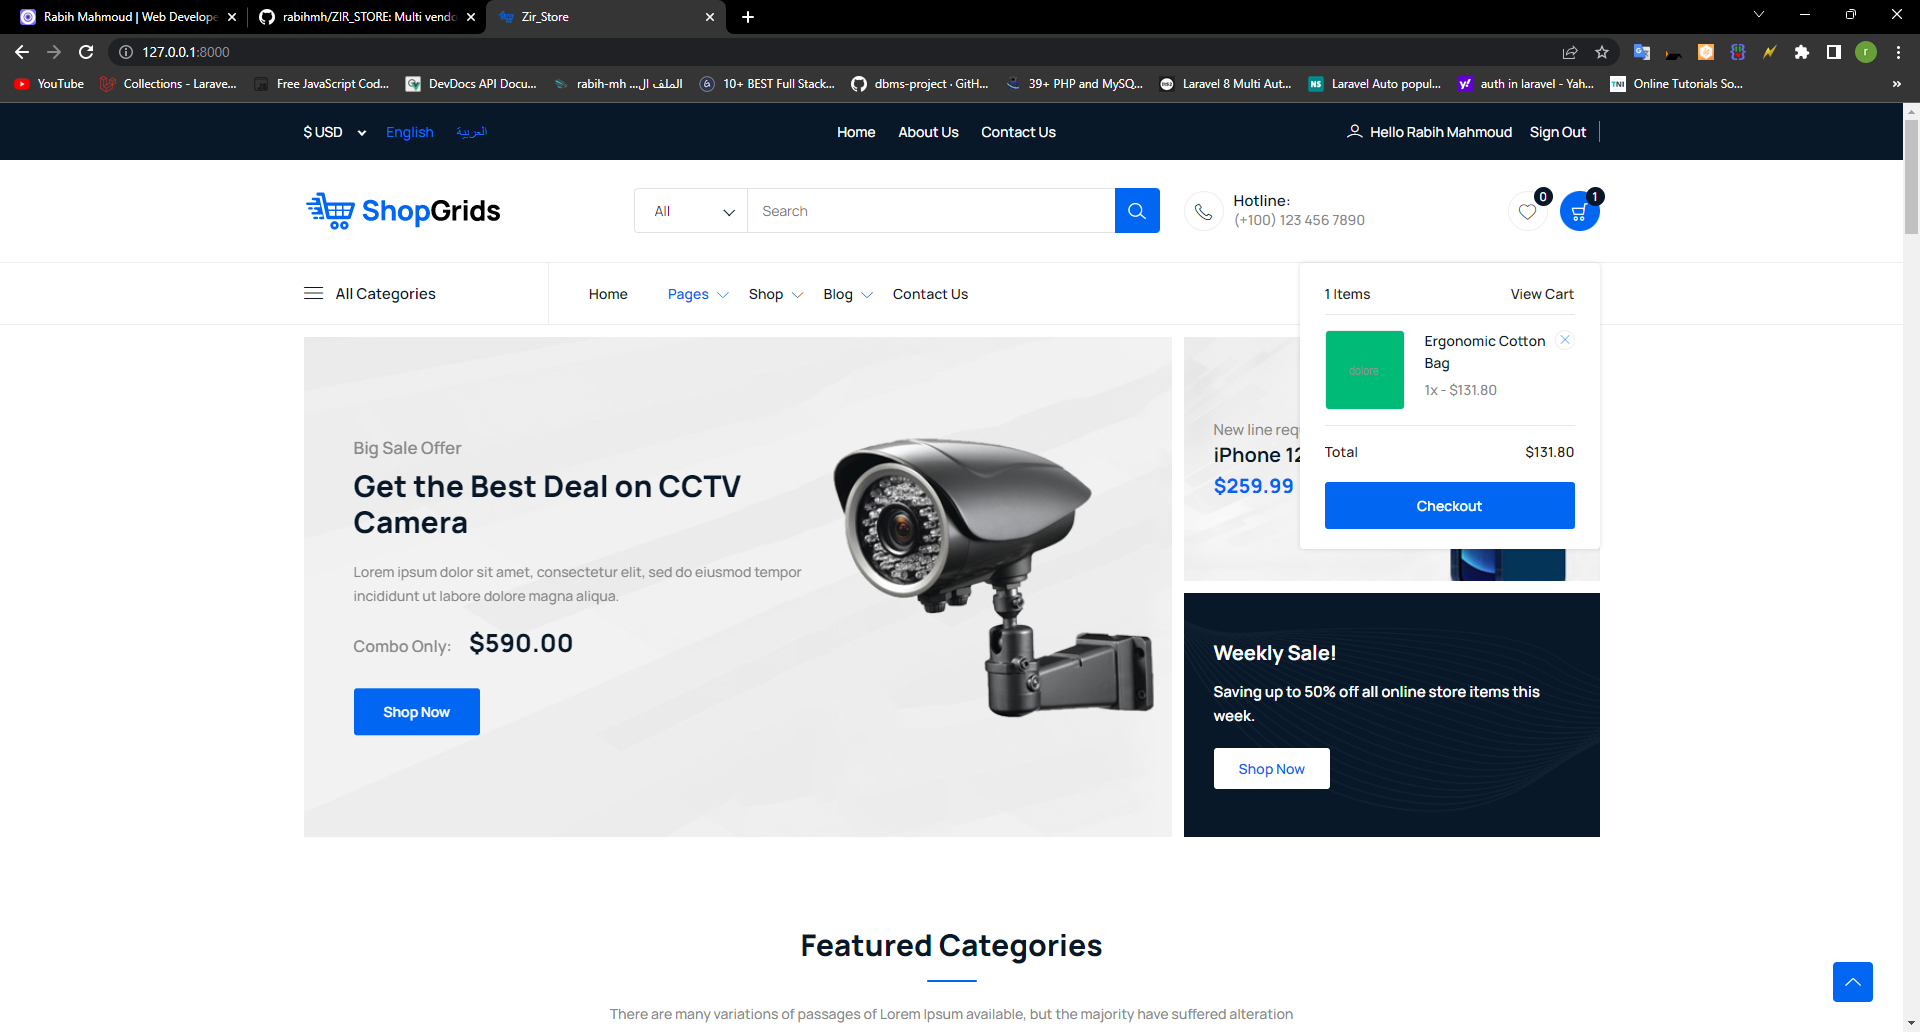 Rabih Mahmoud | Web Develope
rabihmh/ZIR_STORE: Multi vendo
Zir_Store
127.0.0.1:8000
r
YouTube
Collections - Larave...
Free JavaScript Cod...
DevDocs API Docu...
rabih-mh ...الملف ال
10+ BEST Full Stack...
dbms-project · GitH...
39+ PHP and MySQ...
Laravel 8 Multi Aut...
NS
Laravel Auto popul...
auth in laravel - Yah...
TNI
Online Tutorials So...
»
$ USD
English
العربية
Home
About Us
Contact Us
Hello Rabih Mahmoud
Sign Out
ShopGrids
All
Search
Hotline:
(+100) 123 456 7890
0
1
All Categories
Home
Pages
Shop
Blog
Contact Us
1 Items
View Cart
dolore
Ergonomic Cotton
Bag
1x - $131.80
Total
$131.80
Checkout
Big Sale Offer
Get the Best Deal on CCTV
Camera
Lorem ipsum dolor sit amet, consectetur elit, sed do eiusmod tempor
incididunt ut labore dolore magna aliqua.
Combo Only: $590.00
Shop Now
New line req
iPhone 12
$259.99
Weekly Sale!
Saving up to 50% off all online store items this
week.
Shop Now
Featured Categories
There are many variations of passages of Lorem Ipsum available, but the majority have suffered alteration